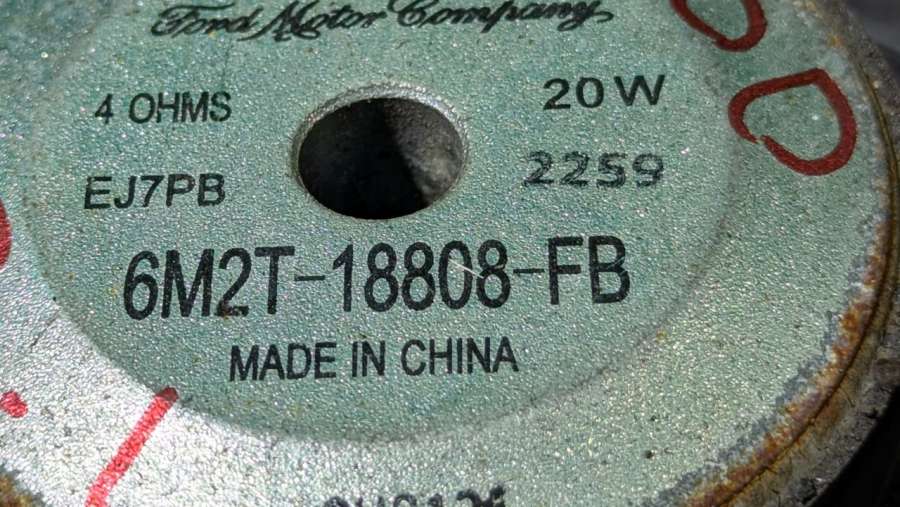 Ford Motor Company
4 OHMS 20W
EJ7PB 2259
6M2T-18808-FB
MADE IN CHINA